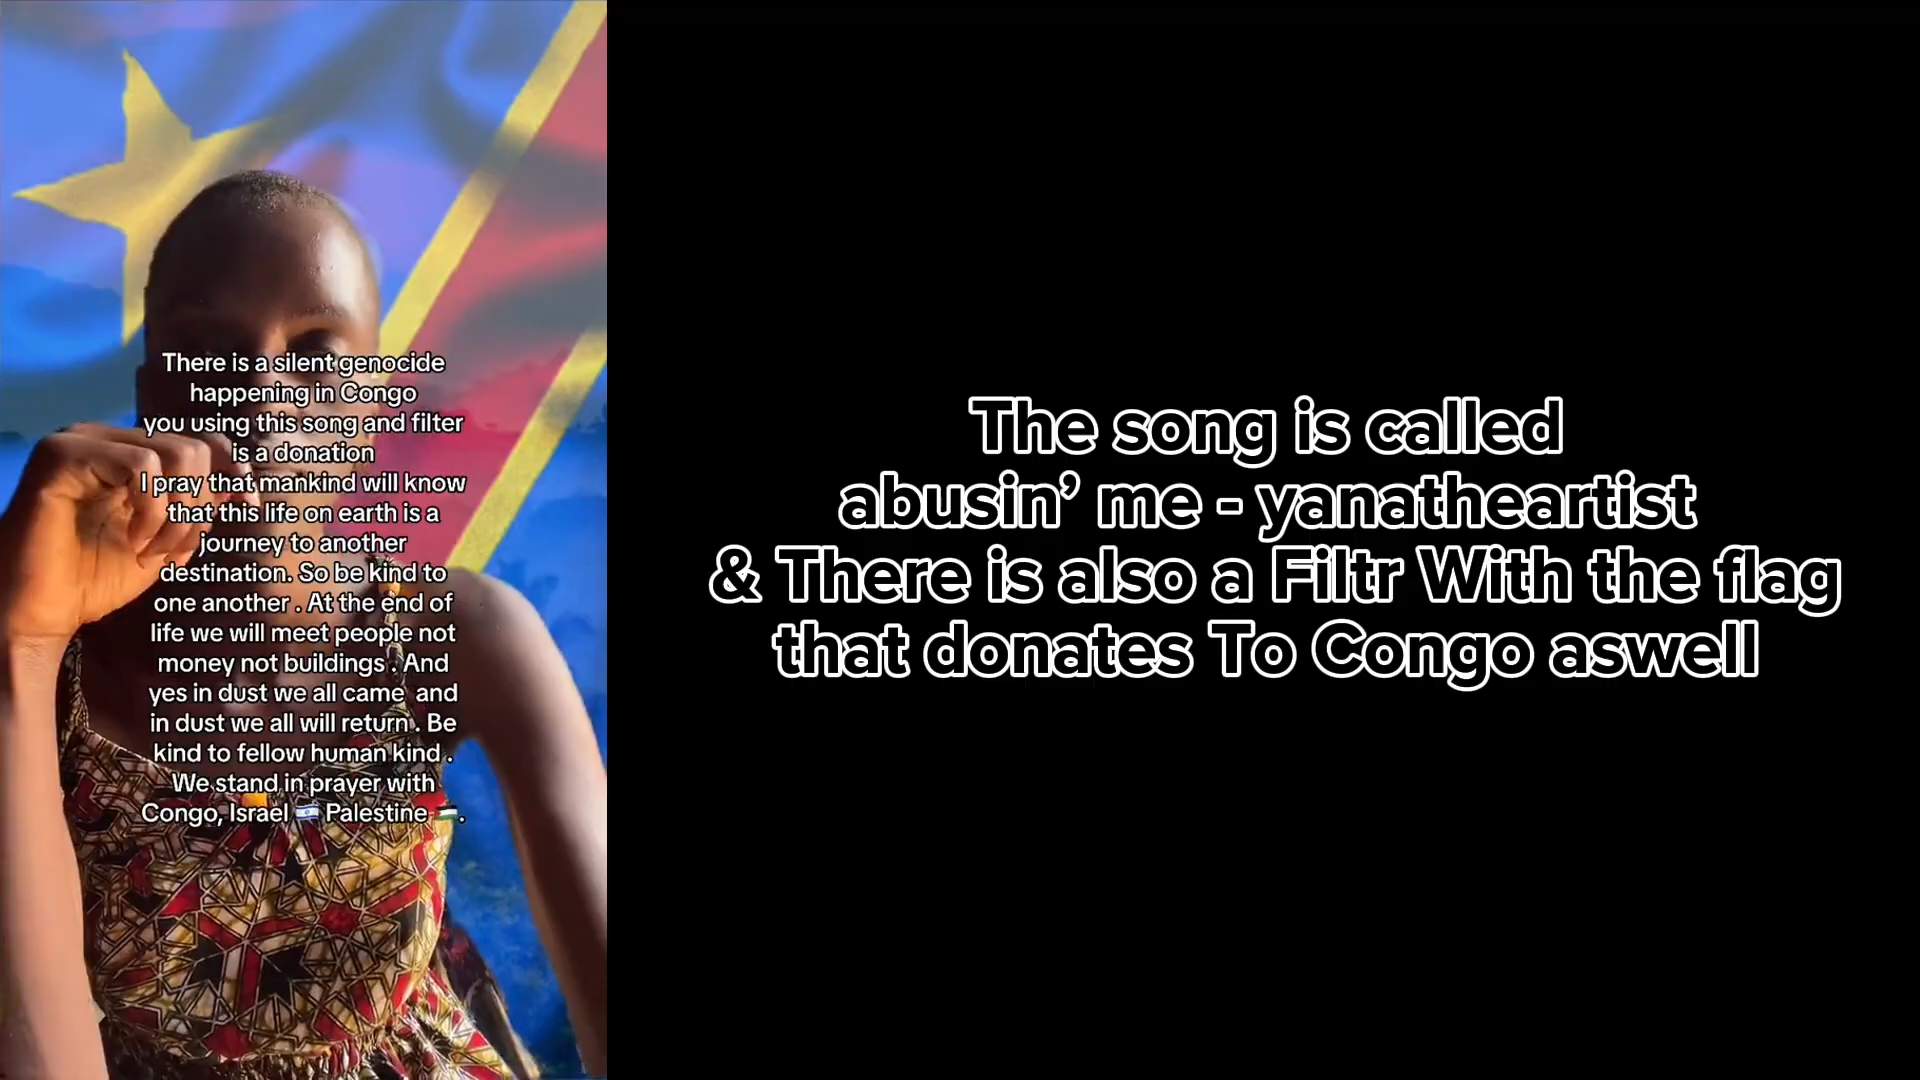 There is a silent genocide
happening in Congo
you using this song and filter
is a donation
I pray that mankind will know
that this life on earth is a
journey to another
destination. So be kind to
one another . At the end of
life we will meet people not
money not buildings . And
yes in dust we all came  and
in dust we all will return . Be
kind to fellow human kind .
We stand in prayer with
Congo, Israel 🇮🇱 Palestine 🇵🇸.
The song is called
abusin’ me - yanatheartist
& There is also a Filtr With the flag
that donates To Congo aswell